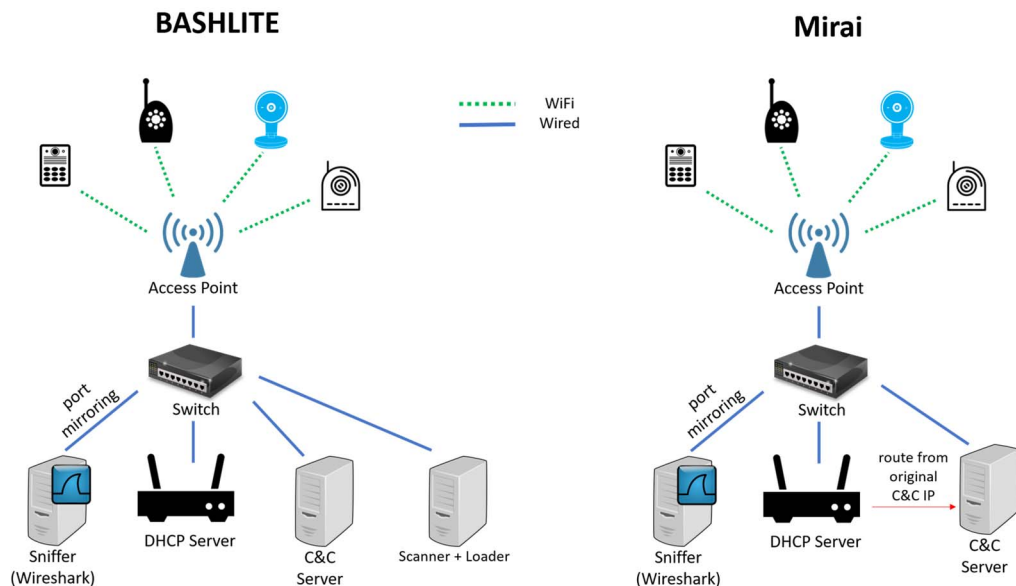 BASHLITE
Mirai
WiFi
Wired
Access Point
Access Point
port
mirroring
Switch
port
mirroring
Switch
route from
original
C&C IP
Sniffer
(Wireshark)
DHCP Server
C&C
Server
Scanner + Loader
Sniffer
(Wireshark)
DHCP Server
C&C
Server